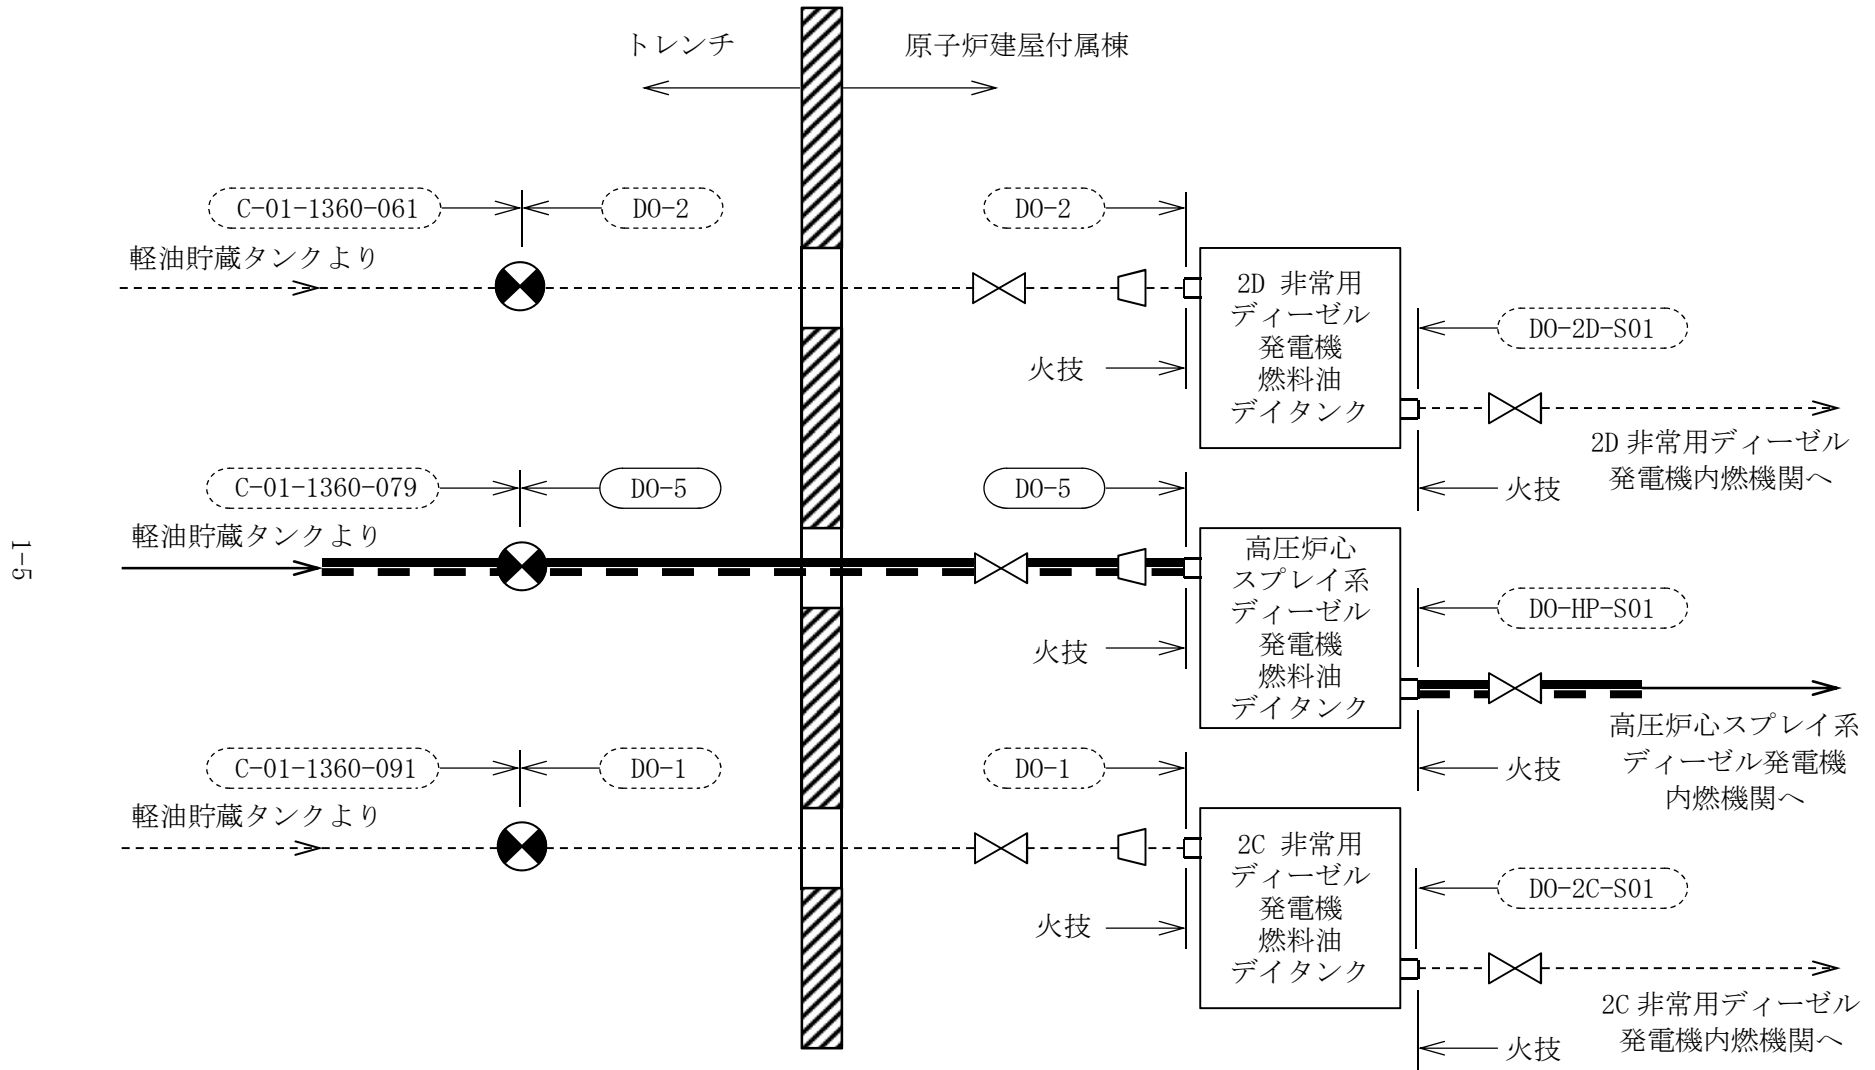 トレンチ
原子炉建屋付属棟
C-01-1360-061
DO-2
DO-2
軽油貯蔵タンクより
2D 非常用
ディーゼル
発電機
燃料油
デイタンク
DO-2D-S01
火技
2D 非常用ディーゼル
発電機内燃機関へ
火技
C-01-1360-079
DO-5
DO-5
軽油貯蔵タンクより
高圧炉心
スプレイ系
ディーゼル
発電機
燃料油
デイタンク
DO-HP-S01
火技
高圧炉心スプレイ系
ディーゼル発電機
内燃機関へ
火技
C-01-1360-091
DO-1
DO-1
軽油貯蔵タンクより
2C 非常用
ディーゼル
発電機
燃料油
デイタンク
DO-2C-S01
火技
2C 非常用ディーゼル
発電機内燃機関へ
火技
1-5